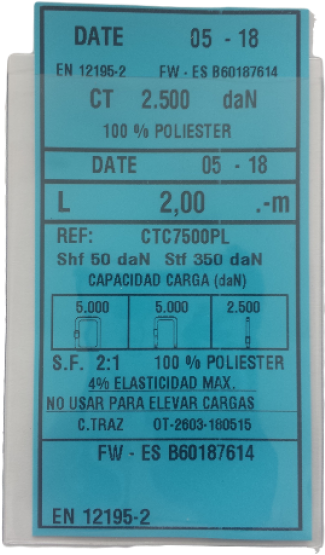 DATE 05 - 18
EN 12195-2 FW - ES B60187614
CT 2.500 daN
100 % POLIESTER
DATE 05 - 18
L 2,00 .-m
REF: CTC7500PL
Shf 50 daN Stf 350 daN
CAPACIDAD CARGA (daN)
5.000 5.000 2.500
S.F. 2:1 100 % POLIESTER
4% ELASTICIDAD MAX.
NO USAR PARA ELEVAR CARGAS
C.TRAZ OT-2603-180515
FW - ES B60187614
EN 12195-2